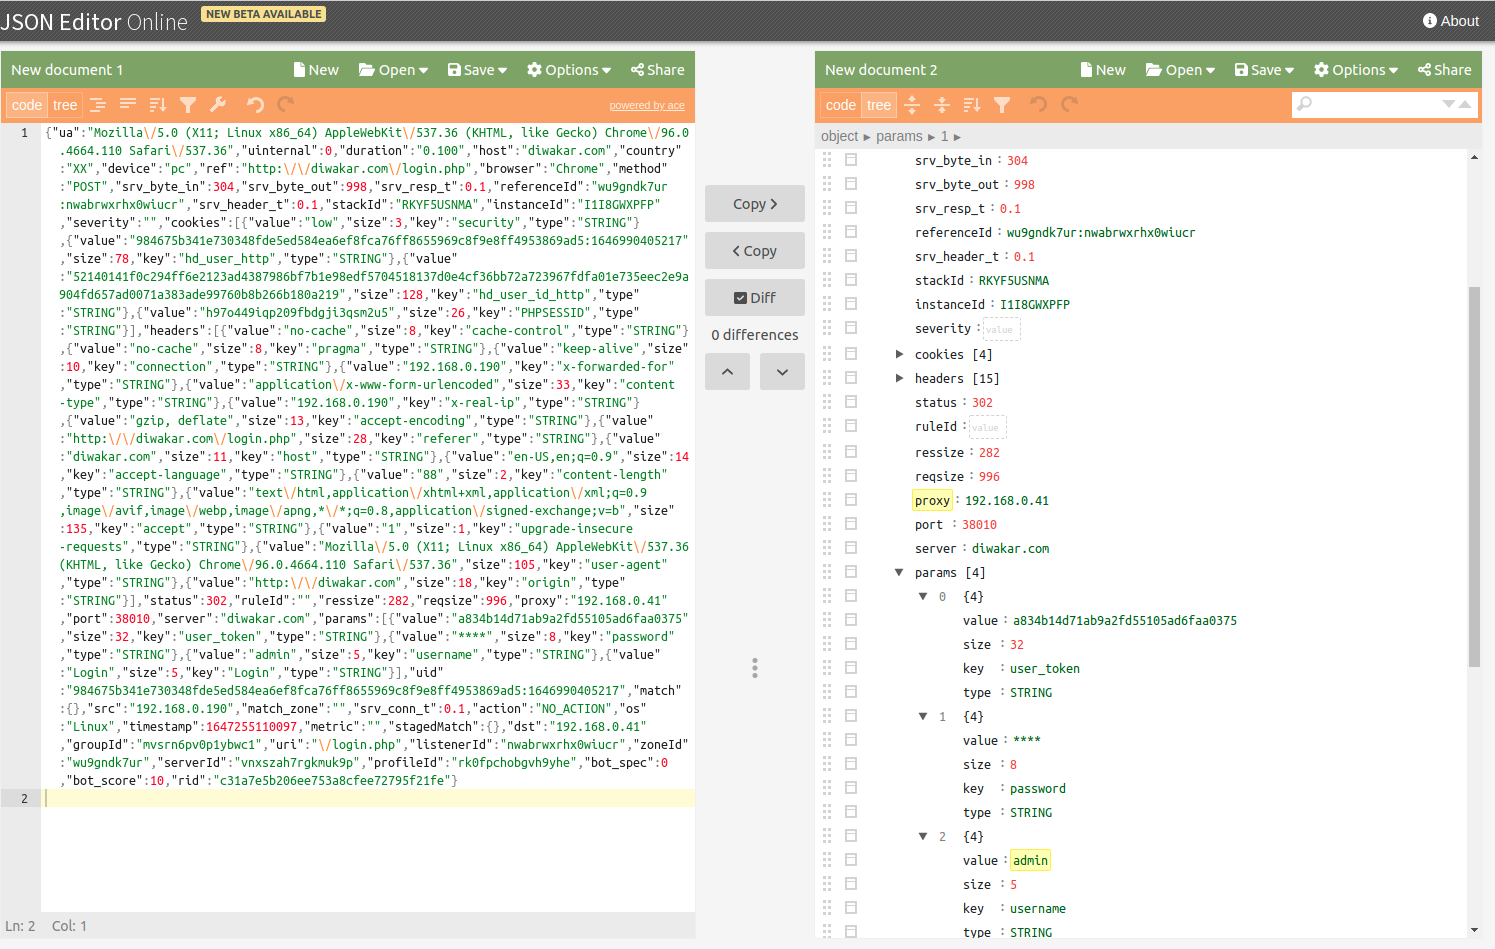 JSON Editor Online
NEW BETA AVAILABLE
About
New document 1
New
Open
Save
Options
Share
code
tree
powered by ace
1
{"ua":"Mozilla\/5.0 (X11; Linux x86_64) AppleWebKit\/537.36 (KHTML, like Gecko) Chrome\/96.0
.4664.110 Safari\/537.36","uinternal":0,"duration":"0.100","host":"diwakar.com","country"
:"XX","device":"pc","ref":"http:\/\/diwakar.com\/login.php","browser":"Chrome","method"
:"POST","srv_byte_in":304,"srv_byte_out":998,"srv_resp_t":0.1,"referenceId":"wu9gndk7ur
:nwabrwxrhx0wiucr","srv_header_t":0.1,"stackId":"RKYF5USNMA","instanceId":"I1I8GWXPFP"
,"severity":"","cookies":[{"value":"low","size":3,"key":"security","type":"STRING"}
,{"value":"984675b341e730348fde5ed584ea6ef8fca76ff8655969c8f9e8ff4953869ad5:1646990405217"
,"size":78,"key":"hd_user_http","type":"STRING"},{"value"
:"52140141f0c294ff6e2123ad4387986bf7b1e98edf5704518137d0e4cf36bb72a723967fdfa01e735eec2e9a
904fd657ad0071a383ade99760b8b266b180a219","size":128,"key":"hd_user_id_http","type"
:"STRING"},{"value":"h97o449iqp209fbdgji3qsm2u5","size":26,"key":"PHPSESSID","type"
:"STRING"}],"headers":[{"value":"no-cache","size":8,"key":"cache-control","type":"STRING"}
,{"value":"no-cache","size":8,"key":"pragma","type":"STRING"},{"value":"keep-alive","size"
:10,"key":"connection","type":"STRING"},{"value":"192.168.0.190","key":"x-forwarded-for"
,"type":"STRING"},{"value":"application\/x-www-form-urlencoded","size":33,"key":"content
-type","type":"STRING"},{"value":"192.168.0.190","key":"x-real-ip","type":"STRING"}
,{"value":"gzip, deflate","size":13,"key":"accept-encoding","type":"STRING"},{"value"
:"http:\/\/diwakar.com\/login.php","size":28,"key":"referer","type":"STRING"},{"value"
:"diwakar.com","size":11,"key":"host","type":"STRING"},{"value":"en-US,en;q=0.9","size":14
,"key":"accept-language","type":"STRING"},{"value":"88","size":2,"key":"content-length"
,"type":"STRING"},{"value":"text\/html,application\/xhtml+xml,application\/xml;q=0.9
,image\/avif,image\/webp,image\/apng,*\/*;q=0.8,application\/signed-exchange;v=b","size"
:135,"key":"accept","type":"STRING"},{"value":"1","size":1,"key":"upgrade-insecure
-requests","type":"STRING"},{"value":"Mozilla\/5.0 (X11; Linux x86_64) AppleWebKit\/537.36
(KHTML, like Gecko) Chrome\/96.0.4664.110 Safari\/537.36","size":105,"key":"user-agent"
,"type":"STRING"},{"value":"http:\/\/diwakar.com","size":18,"key":"origin","type"
:"STRING"}],"status":302,"ruleId":"","ressize":282,"reqsize":996,"proxy":"192.168.0.41"
,"port":38010,"server":"diwakar.com","params":[{"value":"a834b14d71ab9a2fd55105ad6faa0375"
,"size":32,"key":"user_token","type":"STRING"},{"value":"****","size":8,"key":"password"
,"type":"STRING"},{"value":"admin","size":5,"key":"username","type":"STRING"},{"value"
:"Login","size":5,"key":"Login","type":"STRING"}],"uid"
:"984675b341e730348fde5ed584ea6ef8fca76ff8655969c8f9e8ff4953869ad5:1646990405217","match"
:{},"src":"192.168.0.190","match_zone":"","srv_conn_t":0.1,"action":"NO_ACTION","os"
:"Linux","timestamp":1647255110097,"metric":"","stagedMatch":{},"dst":"192.168.0.41"
,"groupId":"mvsrn6pv0p1ybwc1","uri":"\/login.php","listenerId":"nwabrwxrhx0wiucr","zoneId"
:"wu9gndk7ur","serverId":"vnxszah7rgkmuk9p","profileId":"rk0fpchobgvh9yhe","bot_spec":0
,"bot_score":10,"rid":"c31a7e5b206ee753a8cfee72795f21fe"}
2
Ln: 2 Col: 1
Copy >
< Copy
Diff
0 differences
New document 2
New
Open
Save
Options
Share
code
tree
object ► params ► 1 ►
srv_byte_in : 304
srv_byte_out : 998
srv_resp_t : 0.1
referenceId : wu9gndk7ur:nwabrwxrhx0wiucr
srv_header_t : 0.1
stackId : RKYF5USNMA
instanceId : I1I8GWXPFP
severity : value
cookies [4]
headers [15]
status : 302
ruleId : value
ressize : 282
reqsize : 996
proxy : 192.168.0.41
port : 38010
server : diwakar.com
params [4]
0 {4}
value : a834b14d71ab9a2fd55105ad6faa0375
size : 32
key : user_token
type : STRING
1 {4}
value : ****
size : 8
key : password
type : STRING
2 {4}
value : admin
size : 5
key : username
type : STRING